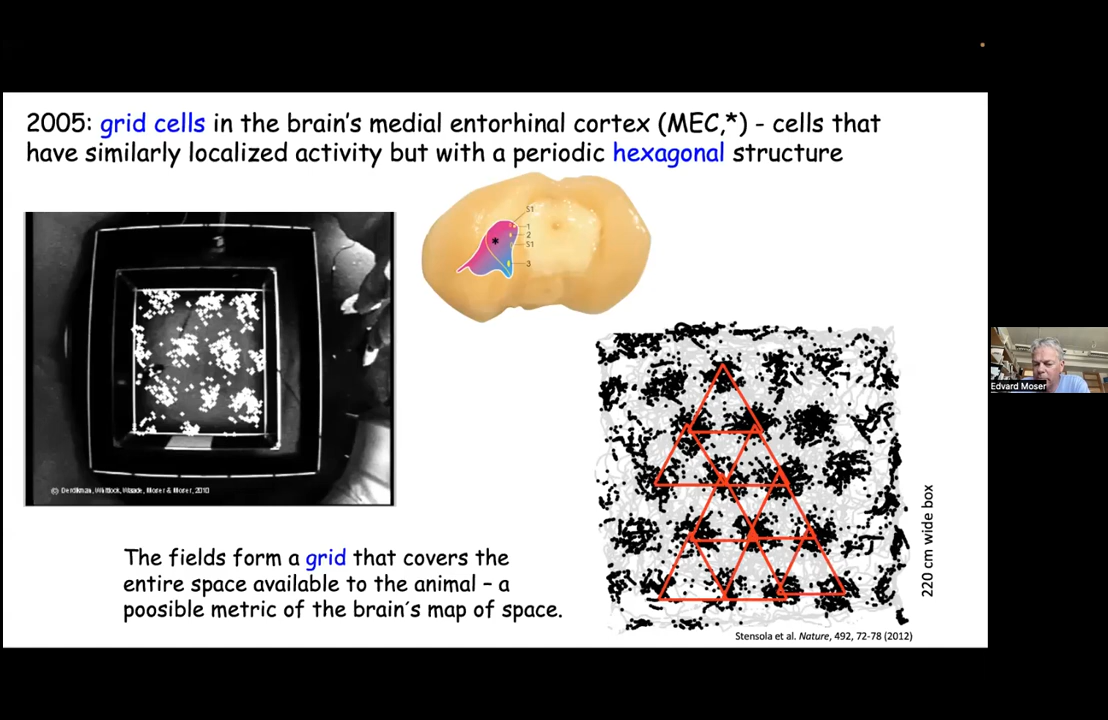 2005: grid cells in the brain's medial entorhinal cortex (MEC,*) - cells that
have similarly localized activity but with a periodic hexagonal structure
S1
1
2
S1
3
*
© Derdikman, Whitlock, Waade, Moser & Moser, 2010
Edvard Moser
220 cm wide box
The fields form a grid that covers the
entire space available to the animal – a
poosible metric of the brain´s map of space.
Stensola et al. Nature, 492, 72-78 (2012)